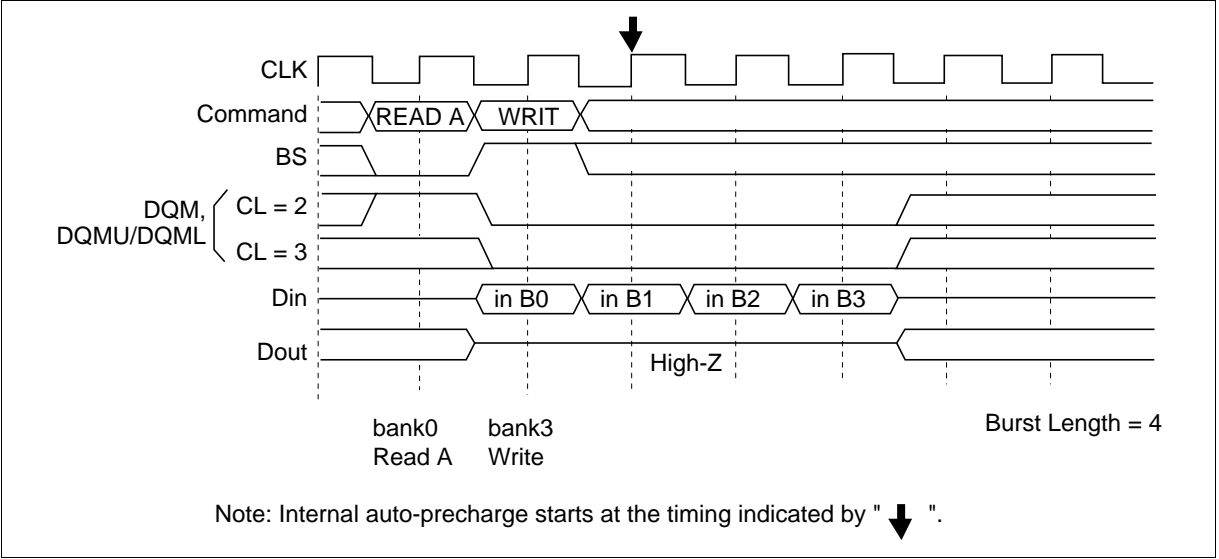 CLK
Command READ A WRIT
BS
DQM, DQMU/DQML CL = 2
CL = 3
Din in B0 in B1 in B2 in B3
Dout High-Z
bank0 Read A
bank3 Write
Burst Length = 4
Note: Internal auto-precharge starts at the timing indicated by " ".